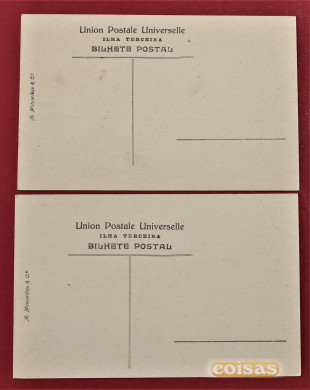 Union Postale Universelle
ILHA TERCEIRA
BILHETE POSTAL
Union Postale Universelle
ILHA TERCEIRA
BILHETE POSTAL
coisas